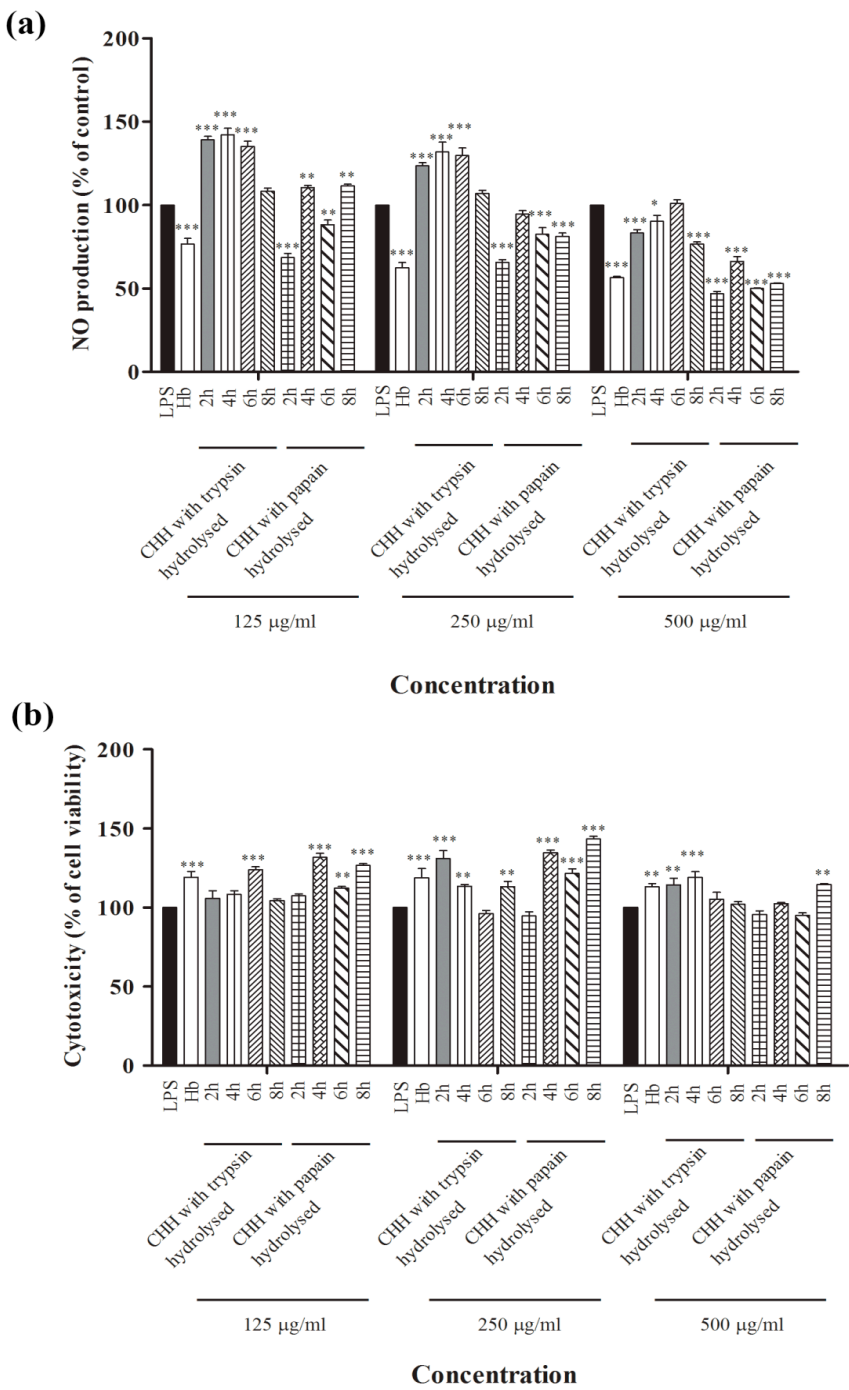 (a)
NO production (% of control)
200
150
100
50
0
***
***
***
***
***
**
**
**
***
***
***
***
***
***
***
***
***
*
***
***
***
***
***
LPS
Hb
2h
4h
6h
8h
2h
4h
6h
8h
LPS
Hb
2h
4h
6h
8h
2h
4h
6h
8h
LPS
Hb
2h
4h
6h
8h
2h
4h
6h
8h
CHH with trypsin
hydrolysed
CHH with papain
hydrolysed
CHH with trypsin
hydrolysed
CHH with papain
hydrolysed
CHH with trypsin
hydrolysed
CHH with papain
hydrolysed
125 µg/ml
250 µg/ml
500 µg/ml
Concentration
(b)
Cytotoxicity (% of cell viability)
200
150
100
50
0
***
***
***
**
***
***
***
**
**
***
***
***
**
**
***
**
LPS
Hb
2h
4h
6h
8h
2h
4h
6h
8h
LPS
Hb
2h
4h
6h
8h
2h
4h
6h
8h
LPS
Hb
2h
4h
6h
8h
2h
4h
6h
8h
CHH with trypsin
hydrolysed
CHH with papain
hydrolysed
CHH with trypsin
hydrolysed
CHH with papain
hydrolysed
CHH with trypsin
hydrolysed
CHH with papain
hydrolysed
125 µg/ml
250 µg/ml
500 µg/ml
Concentration